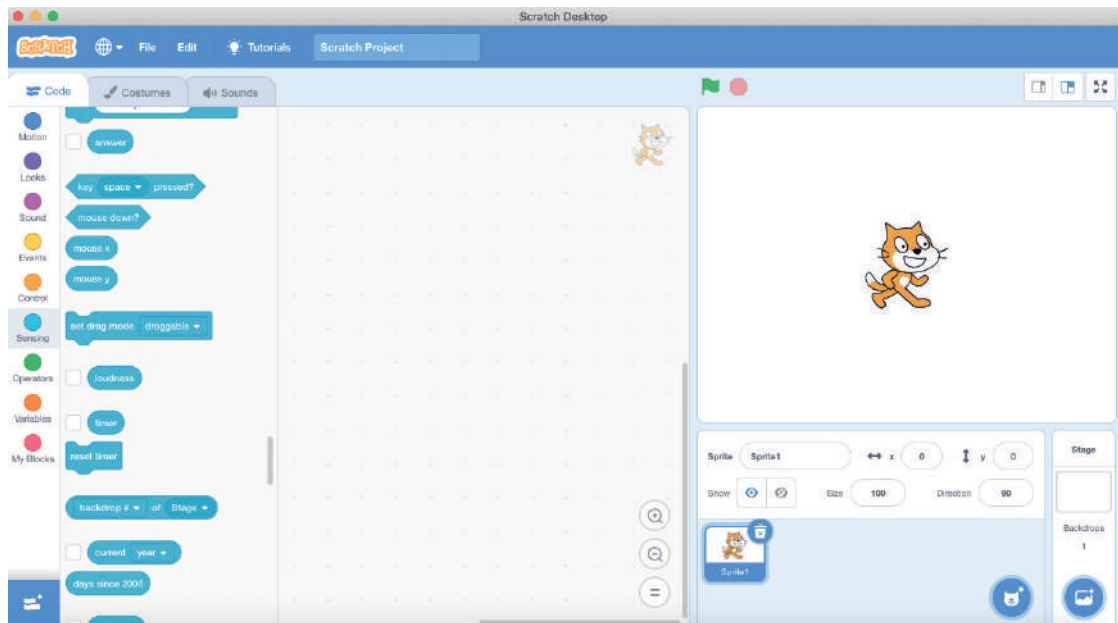 Scratch Desktop
SCRATCH File Edit Tutorials Scratch Project
Code Costumes Sounds
Motion
Looks
Sound
Events
Control
Sensing
Operators
Variables
My Blocks
answer
key space pressed?
mouse down?
mouse x
mouse y
set drag mode draggable
loudness
timer
reset timer
backdrop # of Stage
current year
days since 2000
Sprite Sprite1 x 0 y 0
Show Size 100 Direction 90
Sprite1
Stage
Backdrops
1